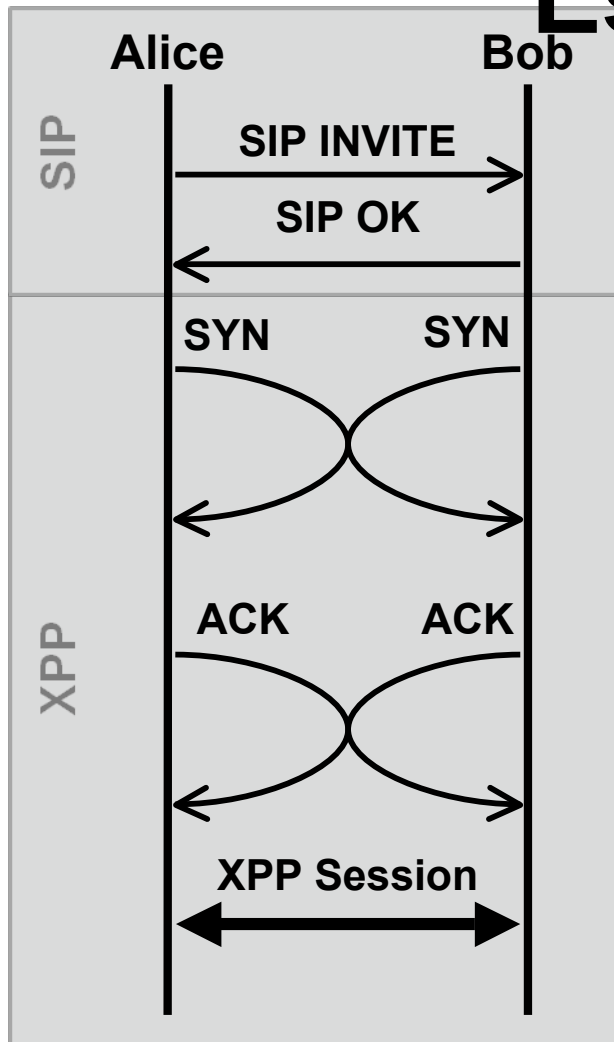 Alice Bob
SIP
SIP INVITE
SIP OK
SYN SYN
XPP
ACK ACK
XPP Session